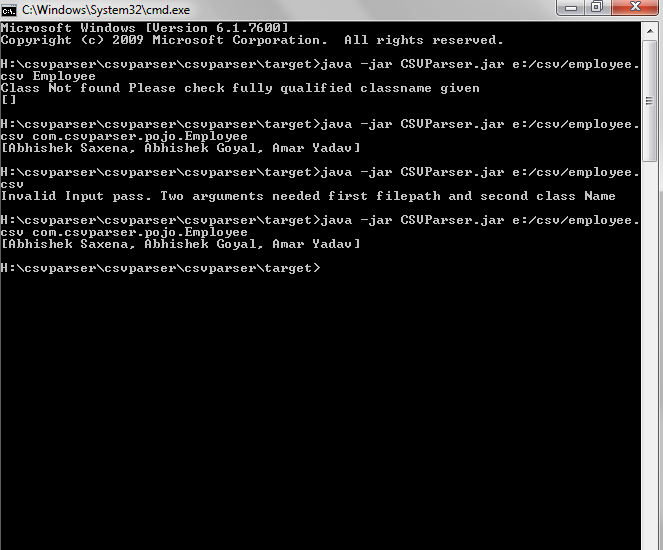 C:\Windows\System32\cmd.exe
Microsoft Windows [Version 6.1.7600]
Copyright (c) 2009 Microsoft Corporation.  All rights reserved.
H:\csvparser\csvparser\csvparser\target>java -jar CSVParser.jar e:/csv/employee.
csv Employee
Class Not found Please check fully qualified classname given
[]
H:\csvparser\csvparser\csvparser\target>java -jar CSVParser.jar e:/csv/employee.
csv com.csvparser.pojo.Employee
[Abhishek Saxena, Abhishek Goyal, Amar Yadav]
H:\csvparser\csvparser\csvparser\target>java -jar CSVParser.jar e:/csv/employee.
csv
Invalid Input pass. Two arguments needed first filepath and second class Name
H:\csvparser\csvparser\csvparser\target>java -jar CSVParser.jar e:/csv/employee.
csv com.csvparser.pojo.Employee
[Abhishek Saxena, Abhishek Goyal, Amar Yadav]
H:\csvparser\csvparser\csvparser\target>